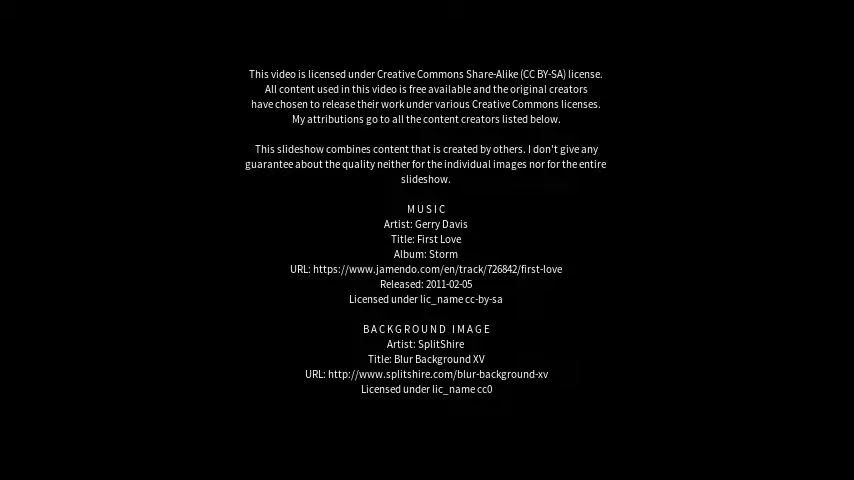 This video is licensed under Creative Commons Share-Alike (CC BY-SA) license.
All content used in this video is free available and the original creators
have chosen to release their work under various Creative Commons licenses.
My attributions go to all the content creators listed below.
This slideshow combines content that is created by others. I don't give any
guarantee about the quality neither for the individual images nor for the entire
slideshow.
MUSIC
Artist: Gerry Davis
Title: First Love
Album: Storm
URL: https://www.jamendo.com/en/track/726842/first-love
Released: 2011-02-05
Licensed under lic_name cc-by-sa
BACKGROUND IMAGE
Artist: SplitShire
Title: Blur Background XV
URL: http://www.splitshire.com/blur-background-xv
Licensed under lic_name cc0